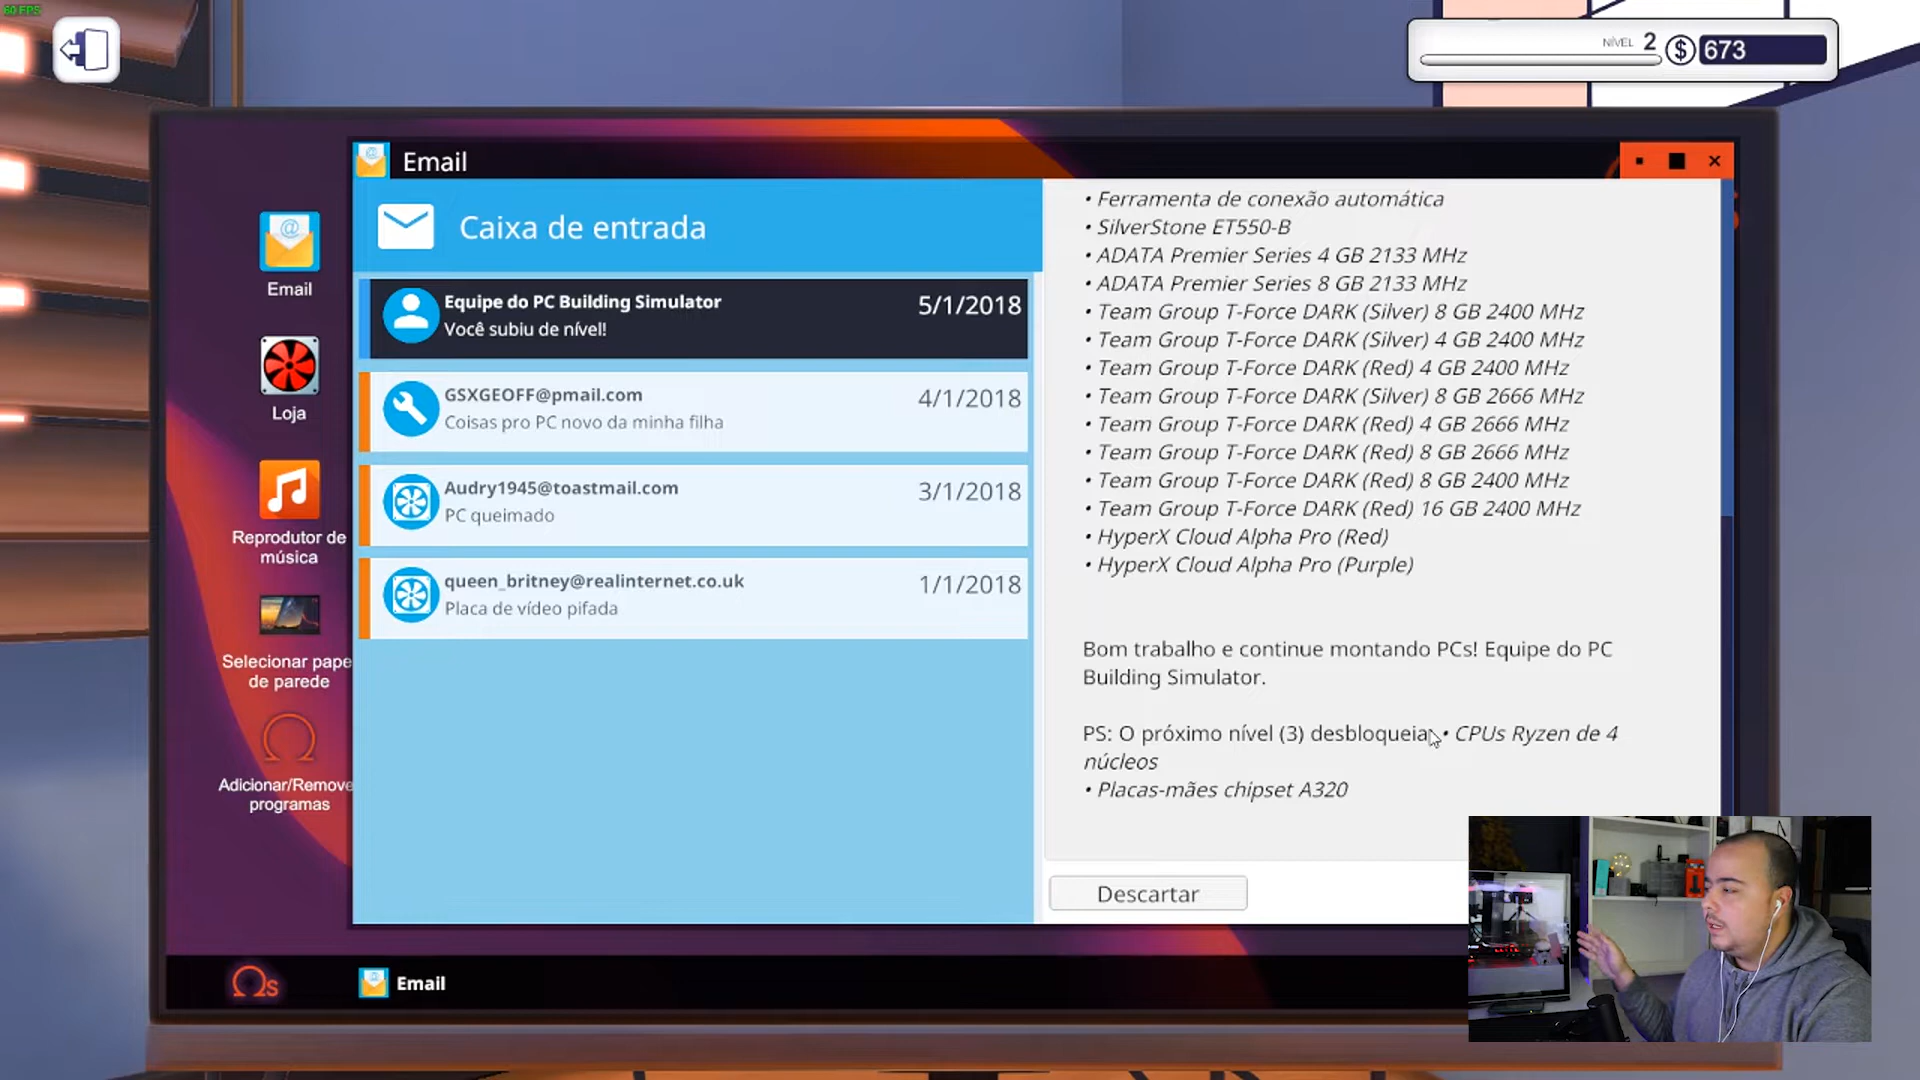 60 FPS
NÍVEL 2 $ 673
Email
Caixa de entrada
Equipe do PC Building Simulator 5/1/2018
Você subiu de nível!
GSXGEOFF@pmail.com 4/1/2018
Coisas pro PC novo da minha filha
Audry1945@toastmail.com 3/1/2018
PC queimado
queen_britney@realinternet.co.uk 1/1/2018
Placa de vídeo pifada
• Ferramenta de conexão automática
• SilverStone ET550-B
• ADATA Premier Series 4 GB 2133 MHz
• ADATA Premier Series 8 GB 2133 MHz
• Team Group T-Force DARK (Silver) 8 GB 2400 MHz
• Team Group T-Force DARK (Silver) 4 GB 2400 MHz
• Team Group T-Force DARK (Red) 4 GB 2400 MHz
• Team Group T-Force DARK (Silver) 8 GB 2666 MHz
• Team Group T-Force DARK (Red) 4 GB 2666 MHz
• Team Group T-Force DARK (Red) 8 GB 2666 MHz
• Team Group T-Force DARK (Red) 8 GB 2400 MHz
• Team Group T-Force DARK (Red) 16 GB 2400 MHz
• HyperX Cloud Alpha Pro (Red)
• HyperX Cloud Alpha Pro (Purple)
Bom trabalho e continue montando PCs! Equipe do PC
Building Simulator.
PS: O próximo nível (3) desbloqueia • CPUs Ryzen de 4
núcleos
• Placas-mães chipset A320
Descartar
Email
Loja
Reprodutor de
música
Selecionar pape
de parede
Adicionar/Remove
programas
Ωs
Email